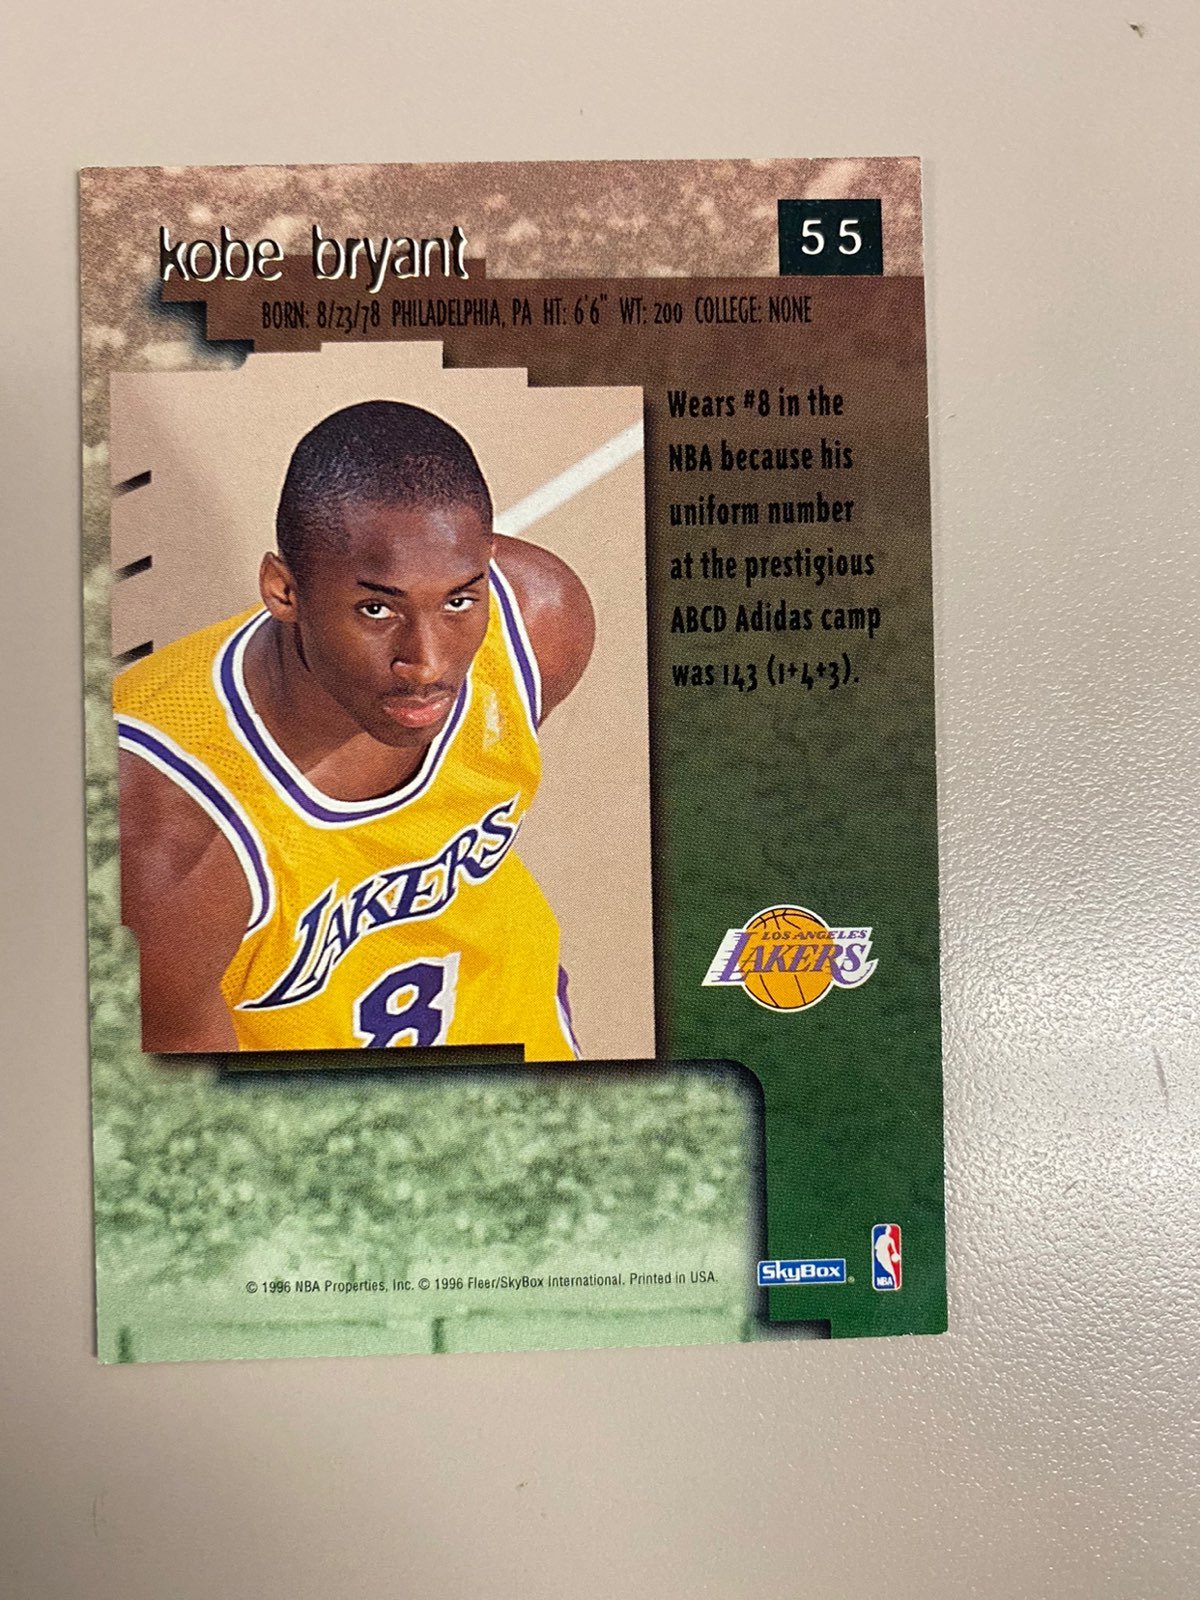 kobe bryant
55
BORN: 8/23/78 PHILADELPHIA, PA HT: 6'6" WT: 200 COLLEGE: NONE
Wears #8 in the
NBA because his
uniform number
at the prestigious
ABCD Adidas camp
was 143 (1+4+3).
LAKERS
8
LOS ANGELES
LAKERS
© 1996 NBA Properties, Inc. © 1996 Fleer/SkyBox International. Printed in USA.
SkyBox®
NBA